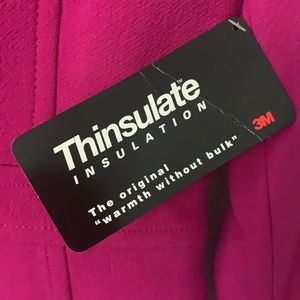 Thinsulate™
INSULATION
The original
"warmth without bulk"
3M